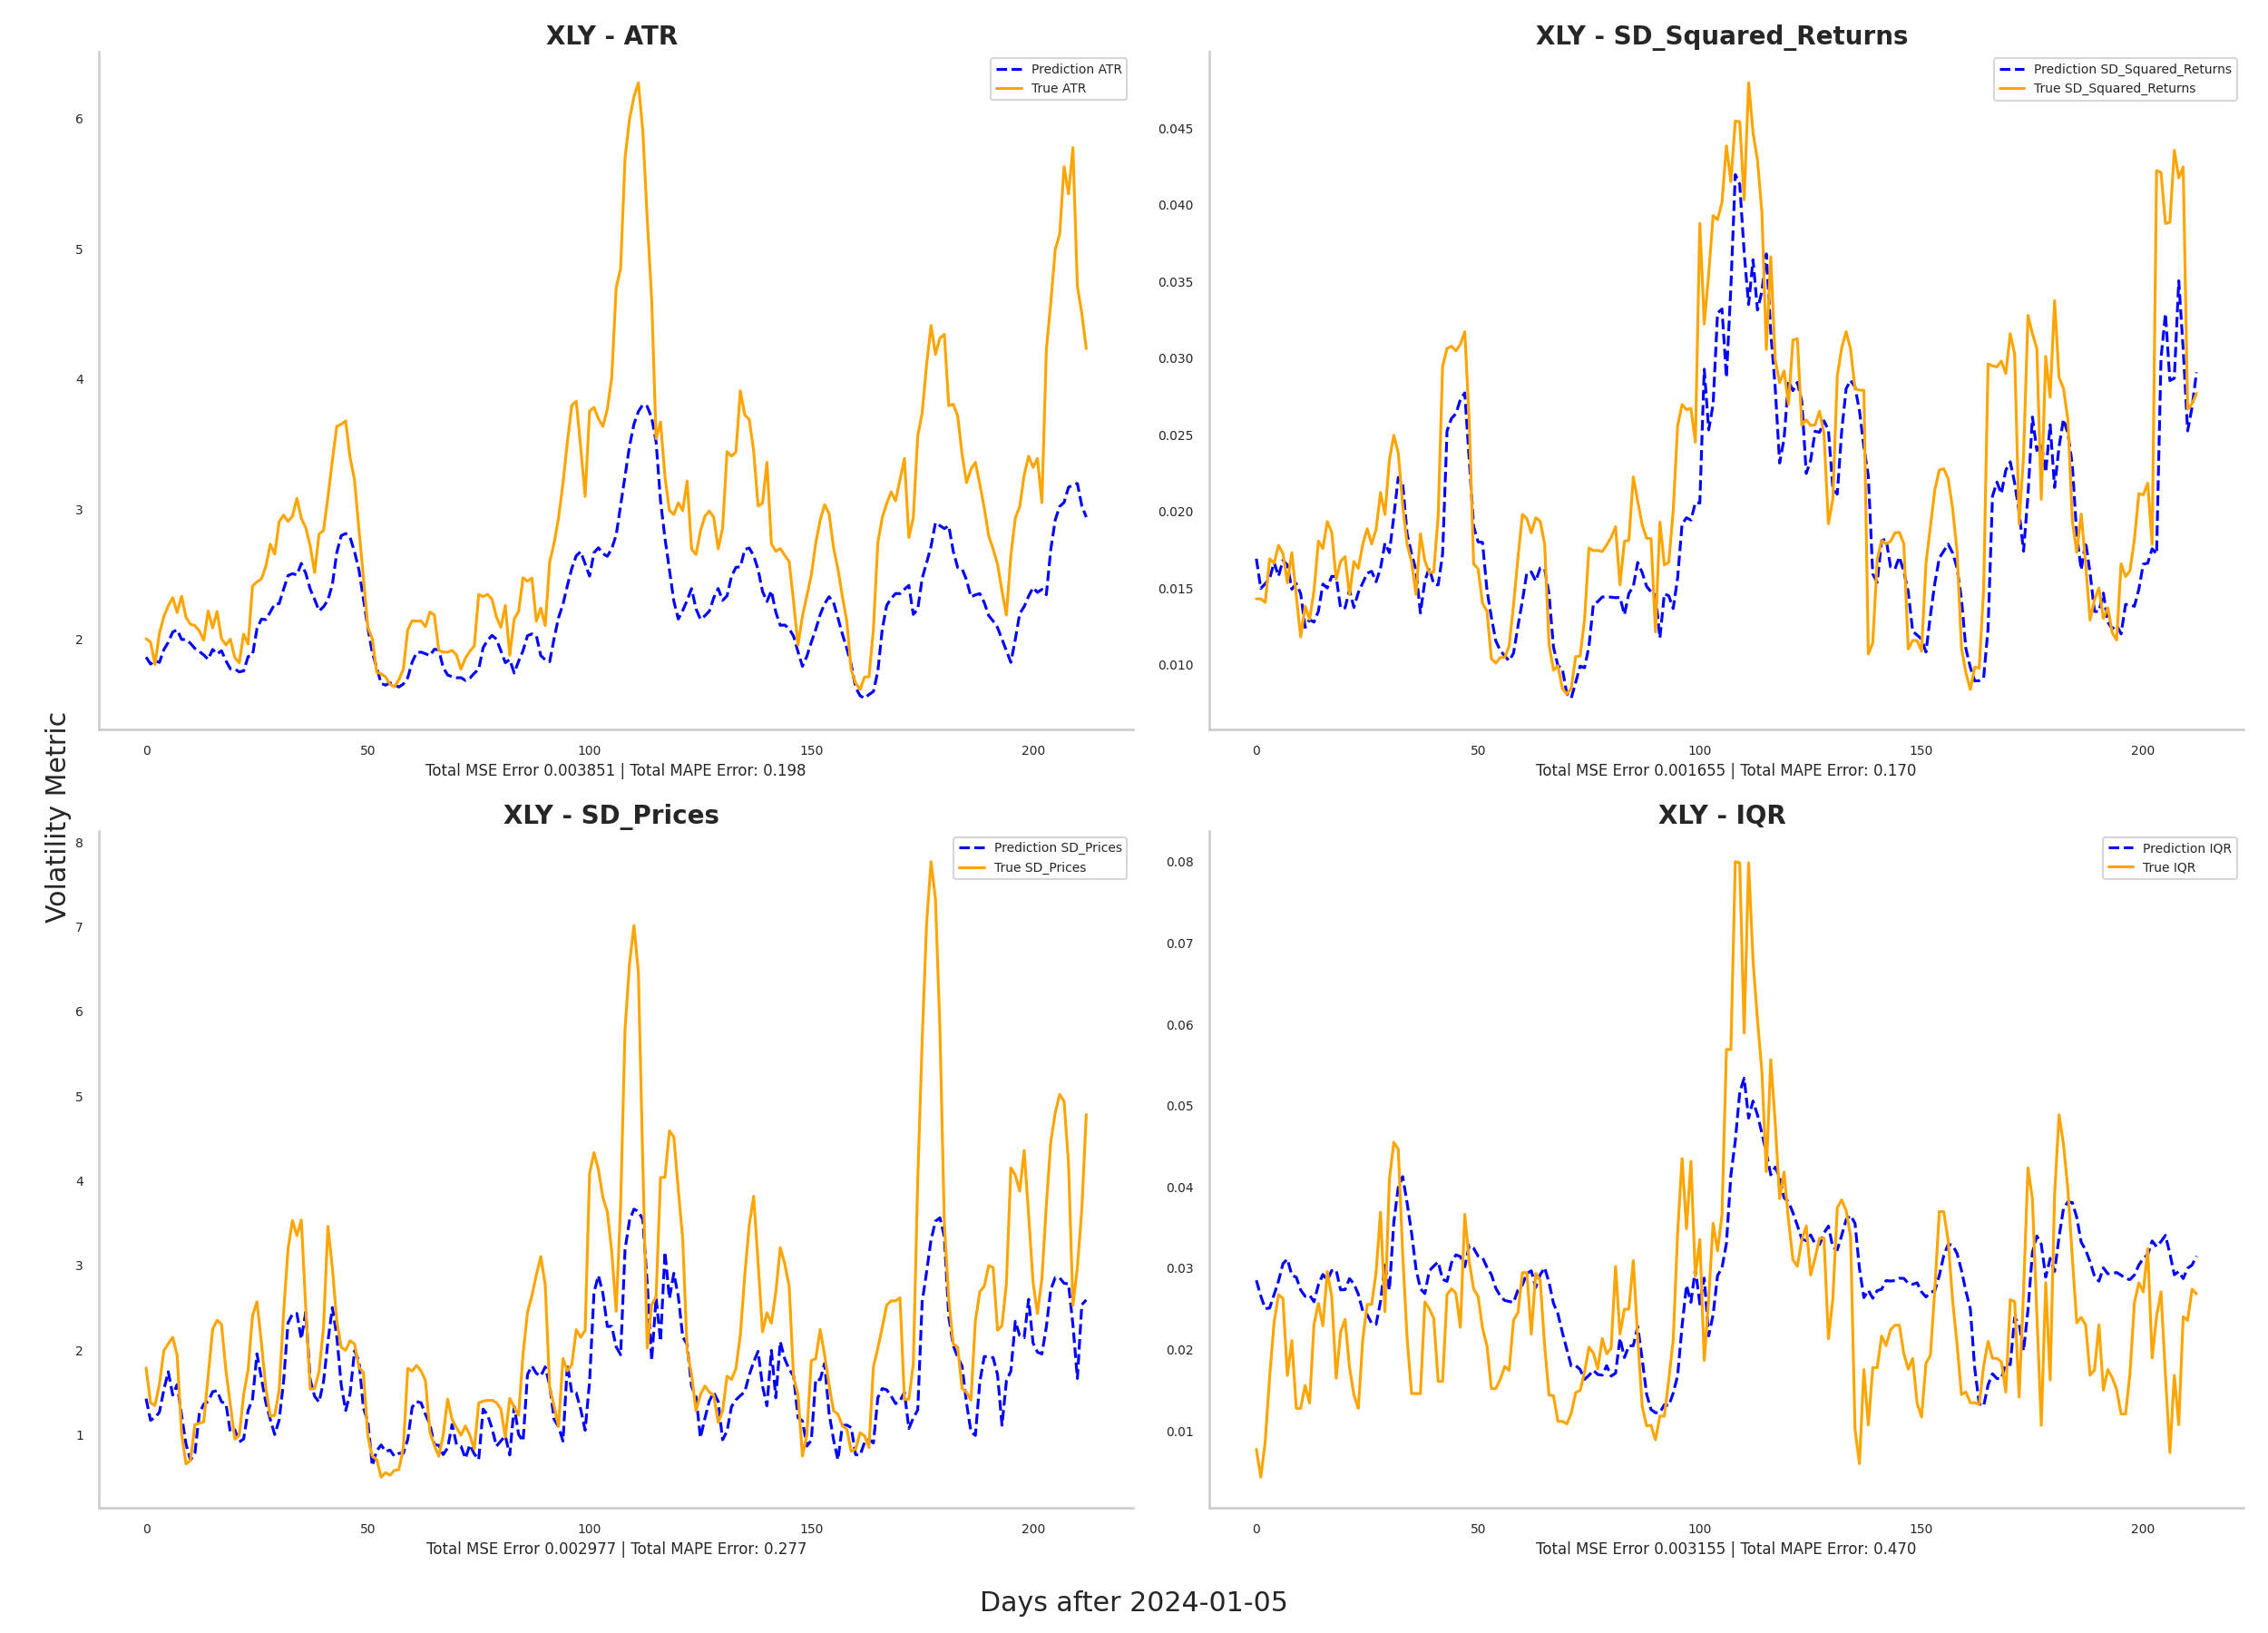 XLY - ATR
Prediction ATR
True ATR
6
5
4
3
2
0 50 100 150 200
Total MSE Error 0.003851 | Total MAPE Error: 0.198
XLY - SD_Squared_Returns
Prediction SD_Squared_Returns
True SD_Squared_Returns
0.045
0.040
0.035
0.030
0.025
0.020
0.015
0.010
0 50 100 150 200
Total MSE Error 0.001655 | Total MAPE Error: 0.170
Volatility Metric
XLY - SD_Prices
Prediction SD_Prices
True SD_Prices
8
7
6
5
4
3
2
1
0 50 100 150 200
Total MSE Error 0.002977 | Total MAPE Error: 0.277
XLY - IQR
Prediction IQR
True IQR
0.08
0.07
0.06
0.05
0.04
0.03
0.02
0.01
0 50 100 150 200
Total MSE Error 0.003155 | Total MAPE Error: 0.470
Days after 2024-01-05